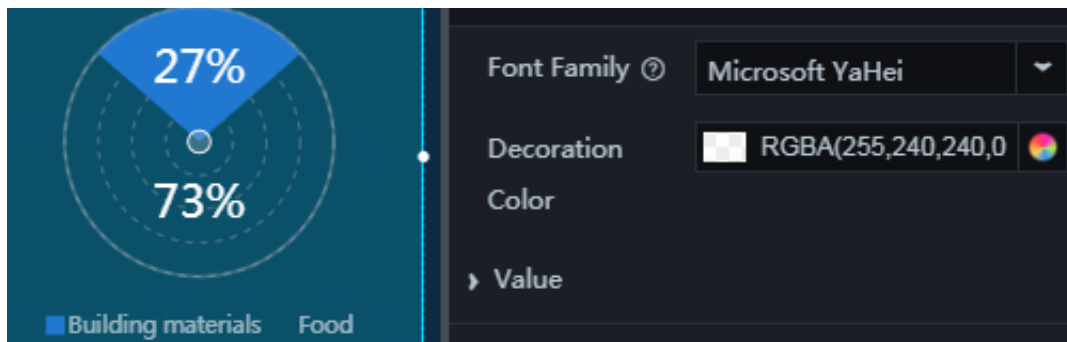 27%
73%
Building materials Food
Font Family
Microsoft YaHei
Decoration Color
RGBA(255,240,240,0
Value